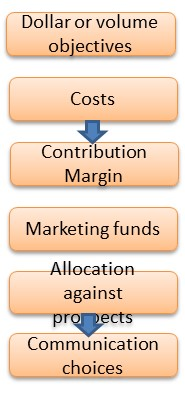 Dollar or volume
objectives
Costs
Contribution
Margin
Marketing funds
Allocation
against
prospects
Communication
choices